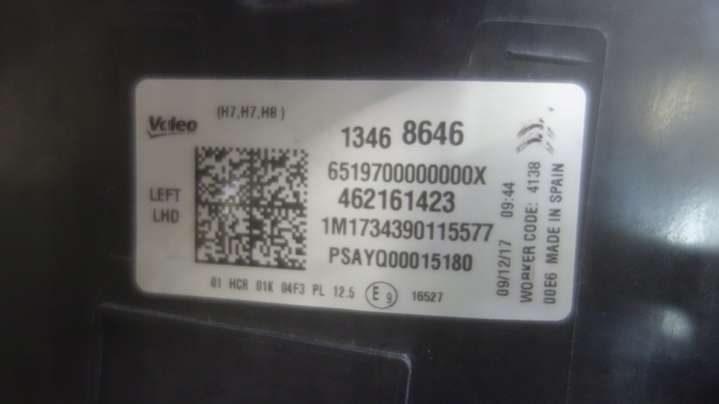 Valeo
(H7,H7,H8)
1346 8646
6519700000000X
462161423
1M1734390115577
PSAYQ00015180
LEFT
LHD
01 HCR 01K 04F3 PL 12.5 E9 16527
09/12/17 09:44
WORKER CODE: 4138
00E6 MADE IN SPAIN